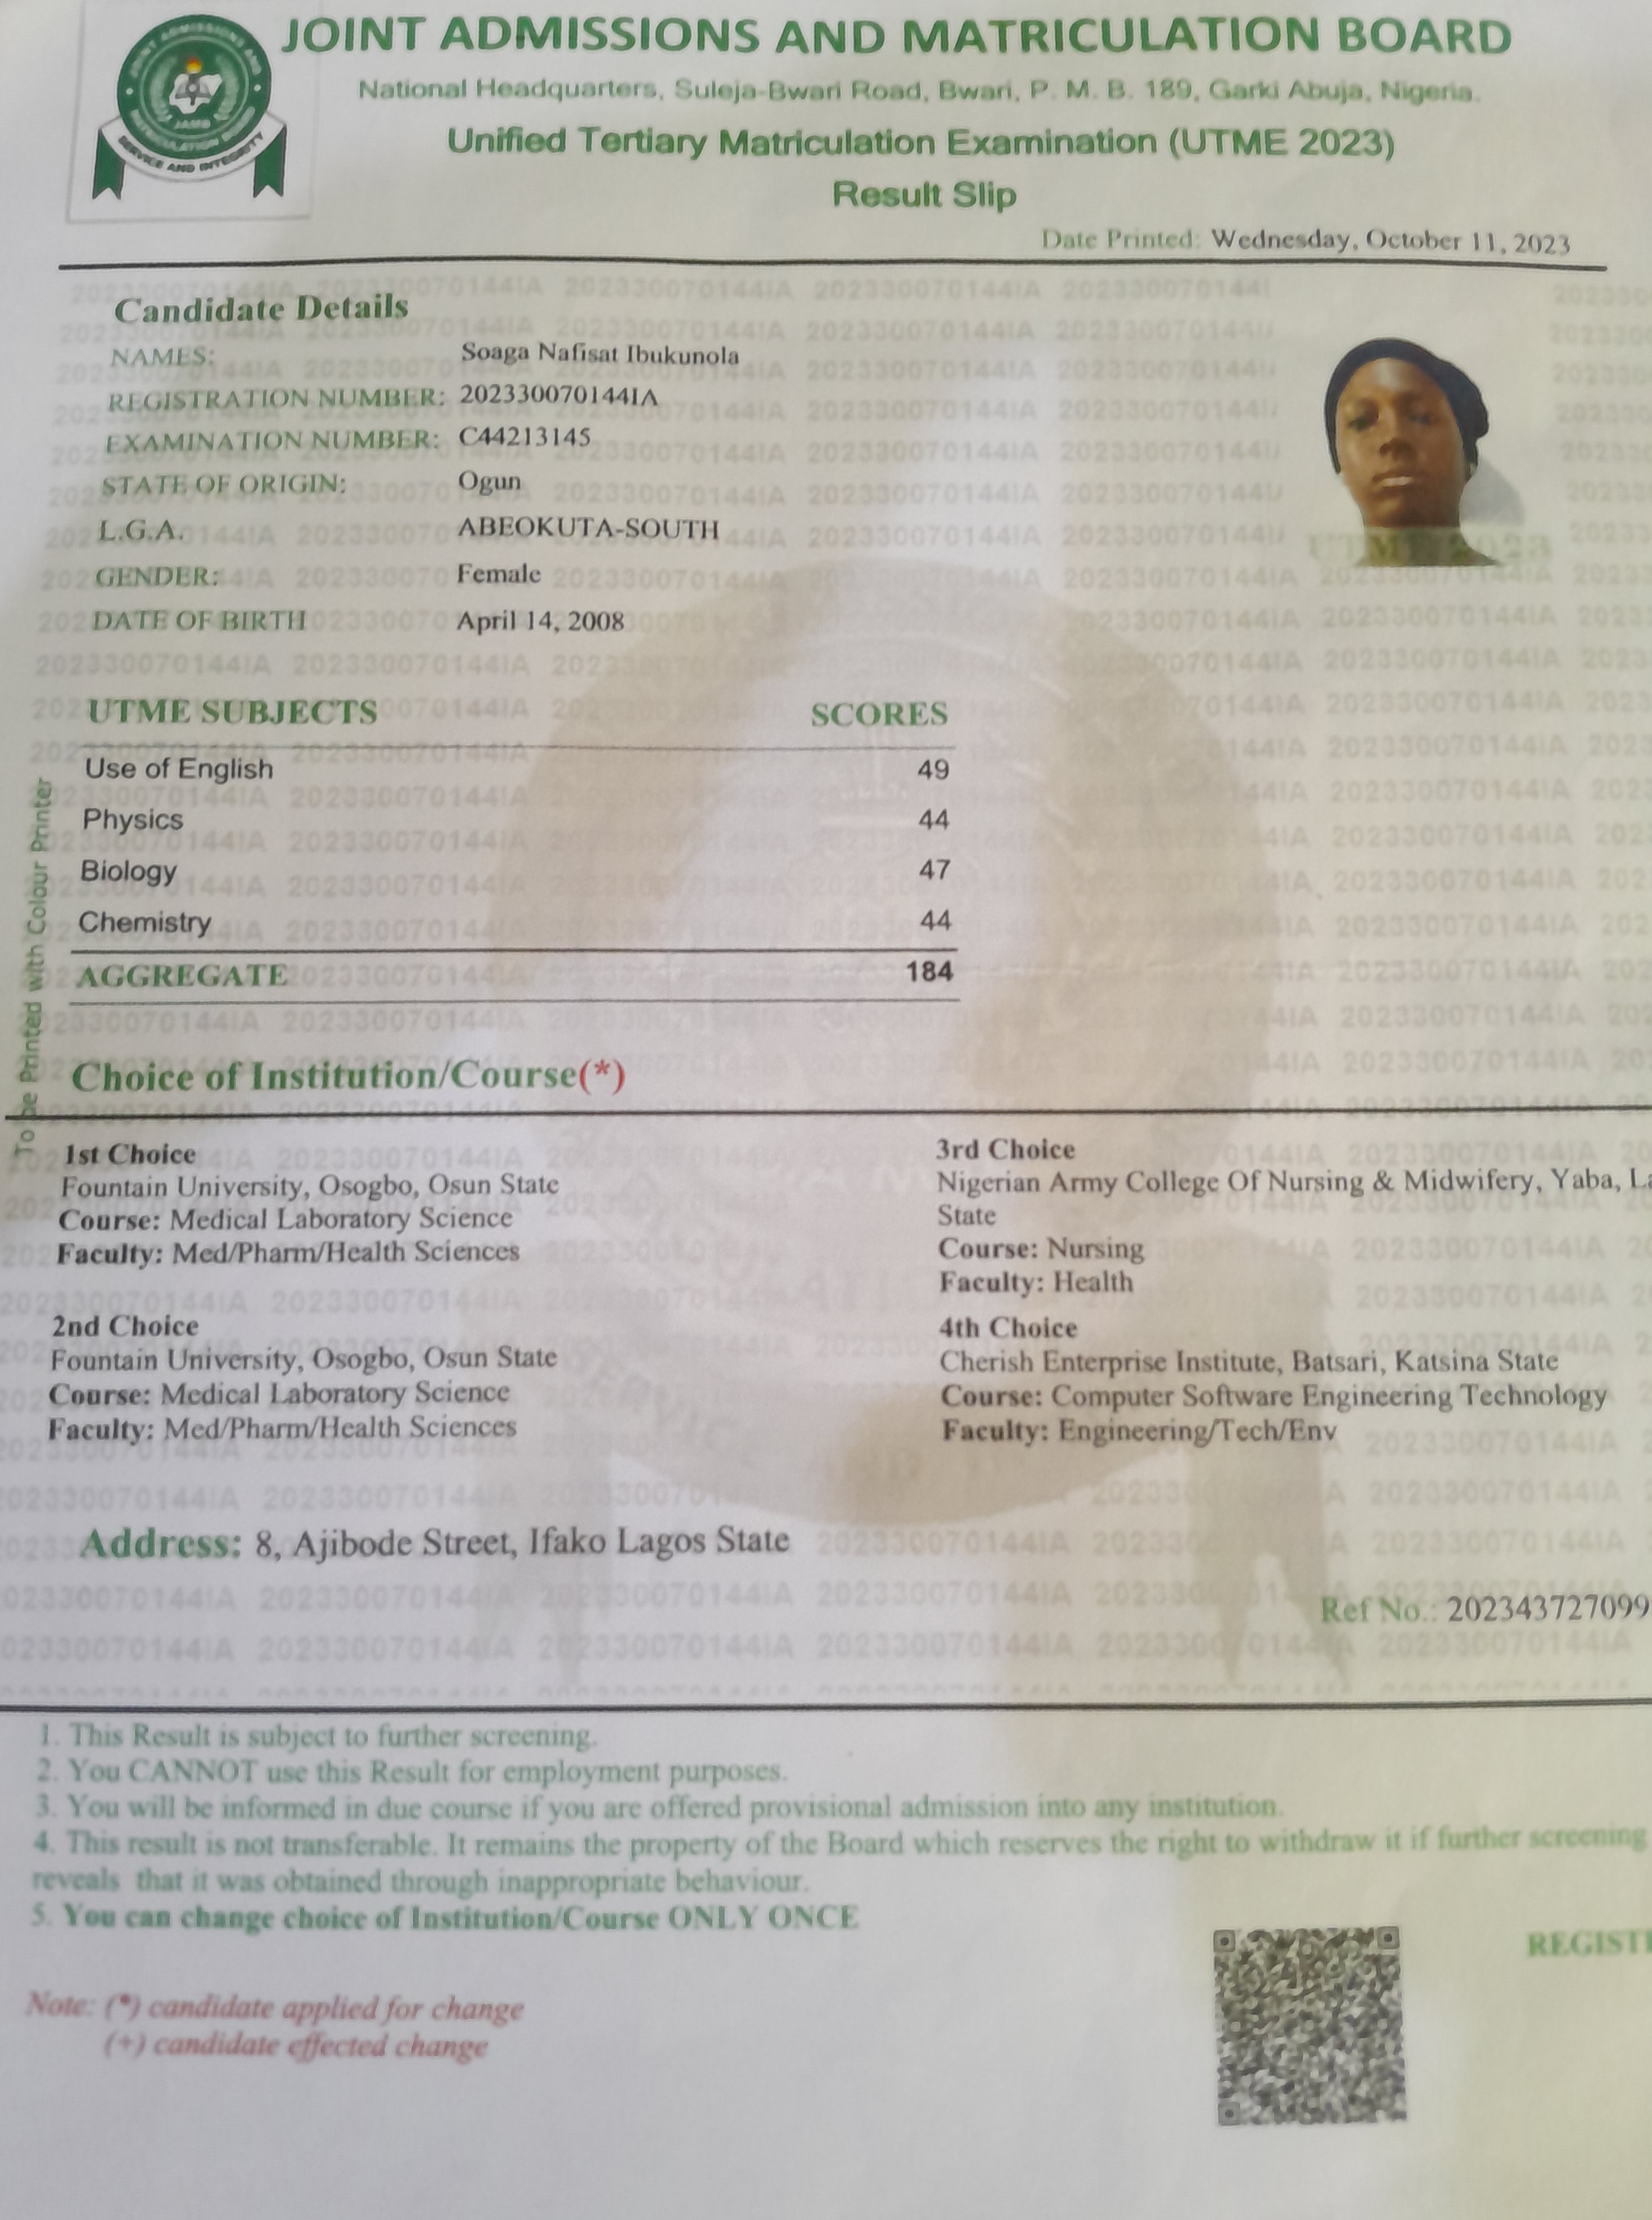 JOINT ADMISSIONS AND MATRICULATION BOARD
National Headquarters, Suleja-Bwari Road, Bwari, P. M. B. 189, Garki Abuja, Nigeria.
Unified Tertiary Matriculation Examination (UTME 2023)
Result Slip
SERVICE AND INTEGRITY
Date Printed: Wednesday, October 11, 2023
Candidate Details
NAMES: Soaga Nafisat Ibukunola
REGISTRATION NUMBER: 202330070144IA
EXAMINATION NUMBER: C44213145
STATE OF ORIGIN: Ogun
L.G.A. ABEOKUTA-SOUTH
GENDER: Female
DATE OF BIRTH April 14, 2008
UTME 2023
UTME SUBJECTS SCORES
Use of English 49
Physics 44
Biology 47
Chemistry 44
AGGREGATE 184
To be Printed with Colour Printer
Choice of Institution/Course(*)
1st Choice
Fountain University, Osogbo, Osun State
Course: Medical Laboratory Science
Faculty: Med/Pharm/Health Sciences
2nd Choice
Fountain University, Osogbo, Osun State
Course: Medical Laboratory Science
Faculty: Med/Pharm/Health Sciences
3rd Choice
Nigerian Army College Of Nursing & Midwifery, Yaba, La
State
Course: Nursing
Faculty: Health
4th Choice
Cherish Enterprise Institute, Batsari, Katsina State
Course: Computer Software Engineering Technology
Faculty: Engineering/Tech/Env
Address: 8, Ajibode Street, Ifako Lagos State
Ref No.: 202343727099
1. This Result is subject to further screening.
2. You CANNOT use this Result for employment purposes.
3. You will be informed in due course if you are offered provisional admission into any institution.
4. This result is not transferable. It remains the property of the Board which reserves the right to withdraw it if further screening
reveals that it was obtained through inappropriate behaviour.
5. You can change choice of Institution/Course ONLY ONCE
REGISTR
Note: (*) candidate applied for change
(+) candidate effected change